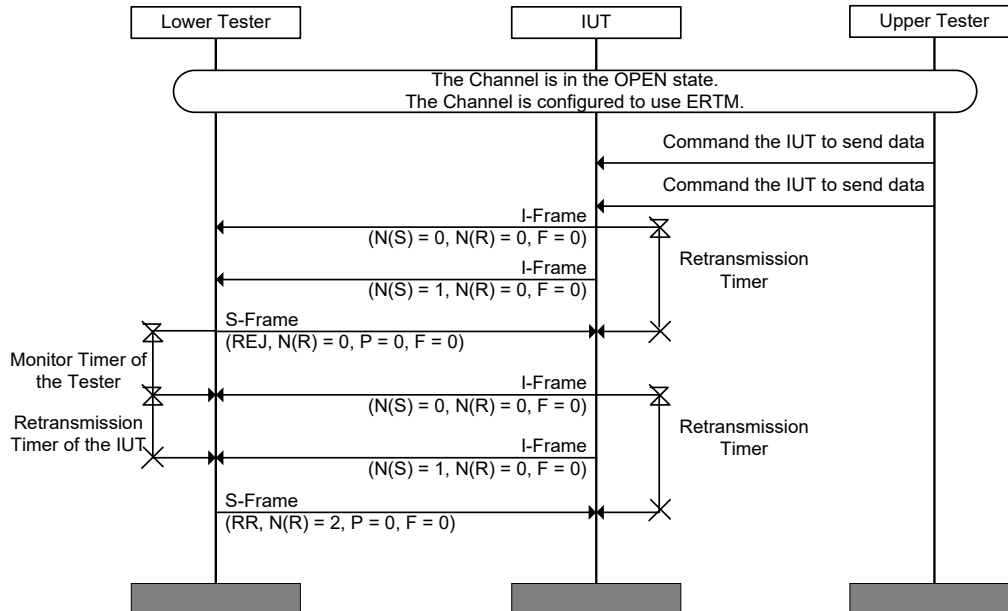 Lower Tester
IUT
Upper Tester
The Channel is in the OPEN state.
The Channel is configured to use ERTM.
Command the IUT to send data
Command the IUT to send data
I-Frame
(N(S) = 0, N(R) = 0, F = 0)
Retransmission
Timer
I-Frame
(N(S) = 1, N(R) = 0, F = 0)
S-Frame
(REJ, N(R) = 0, P = 0, F = 0)
Monitor Timer of
the Tester
I-Frame
(N(S) = 0, N(R) = 0, F = 0)
Retransmission
Timer of the IUT
Retransmission
Timer
I-Frame
(N(S) = 1, N(R) = 0, F = 0)
S-Frame
(RR, N(R) = 2, P = 0, F = 0)